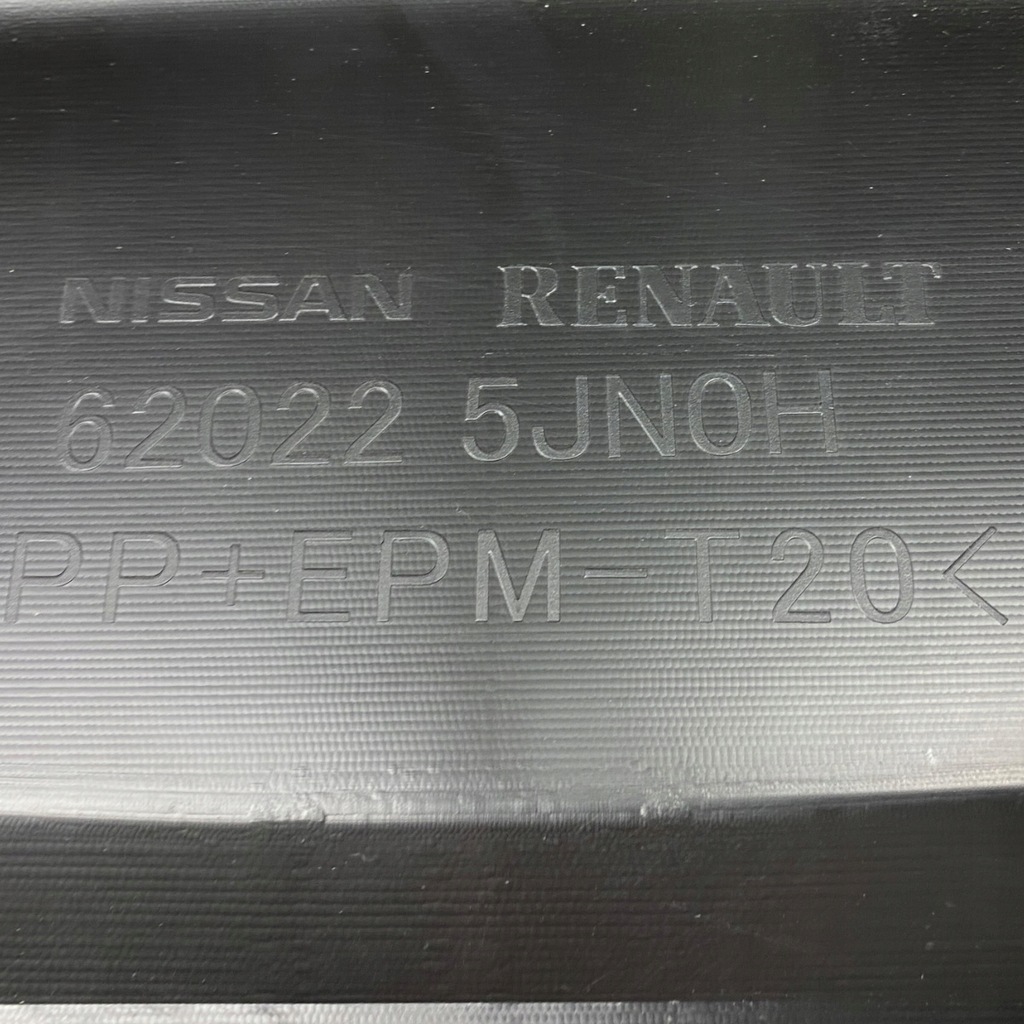 NISSAN RENAULT
62022 5JN0H
PP+EPM-T20<